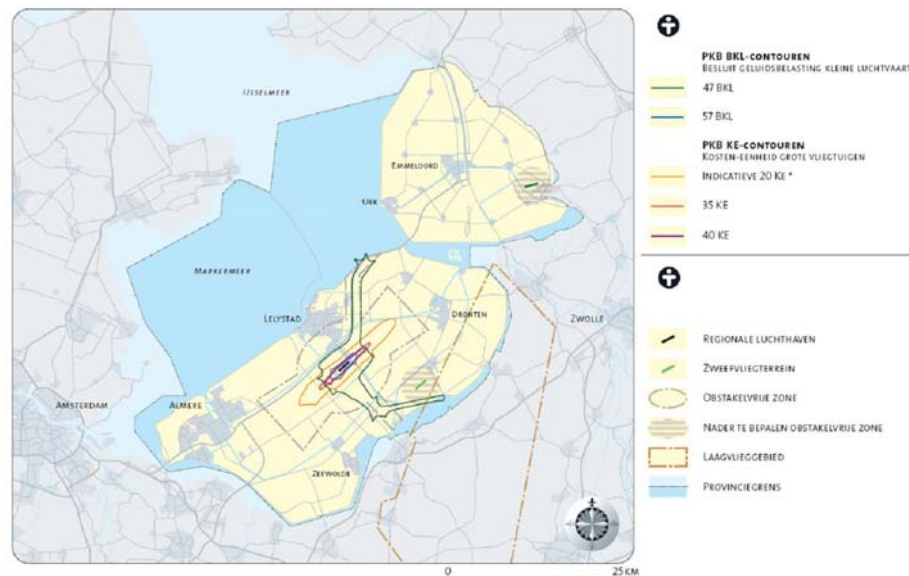 IJSSELMEER
EMMELOORD
URK
MARKERMEER
LELYSTAD
DRONTEN
ZWOLLE
AMSTERDAM
ALMERE
ZEEWOLDE
0 25 KM
PKB BKL-CONTOUREN
BESLUIT GELUIDSBELASTING KLEINE LUCHTVAART
47 BKL
57 BKL
PKB KE-CONTOUREN
KOSTEN-EENHEID GROTE VLIEGTUIGEN
INDICATIEVE 20 KE *
35 KE
40 KE
REGIONALE LUCHTHAVEN
ZWEEFVLIEGTERREIN
OBSTAKELVRIJE ZONE
NADER TE BEPALEN OBSTAKELVRIJE ZONE
LAAGVLIEGGEBIED
PROVINCIEGRENS